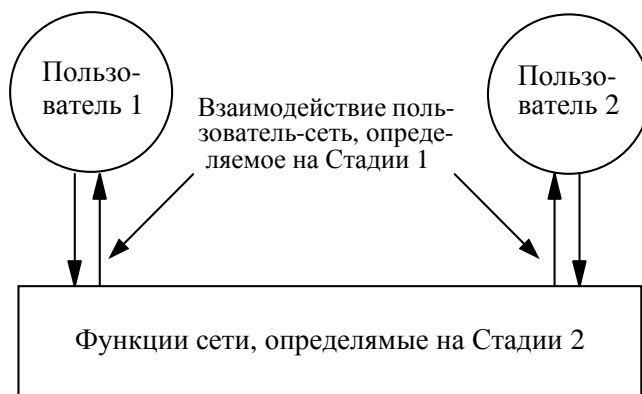 Пользо-
ватель 1
Пользо-
ватель 2
Взаимодействие поль-
зователь-сеть, опреде-
ляемое на Стадии 1
Функции сети, определямые на Стадии 2